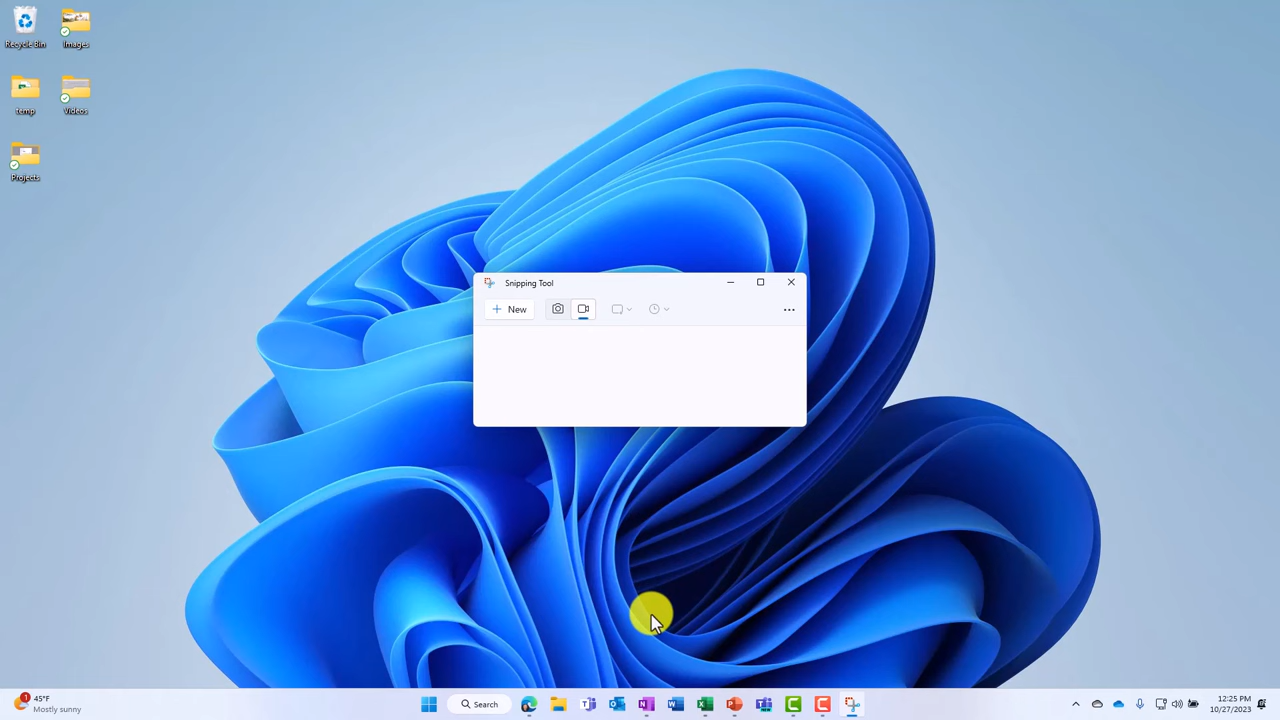 Recycle Bin
Images
temp
Videos
Projects
Snipping Tool
New
1
45°F
Mostly sunny
Search
12:25 PM
10/27/2023